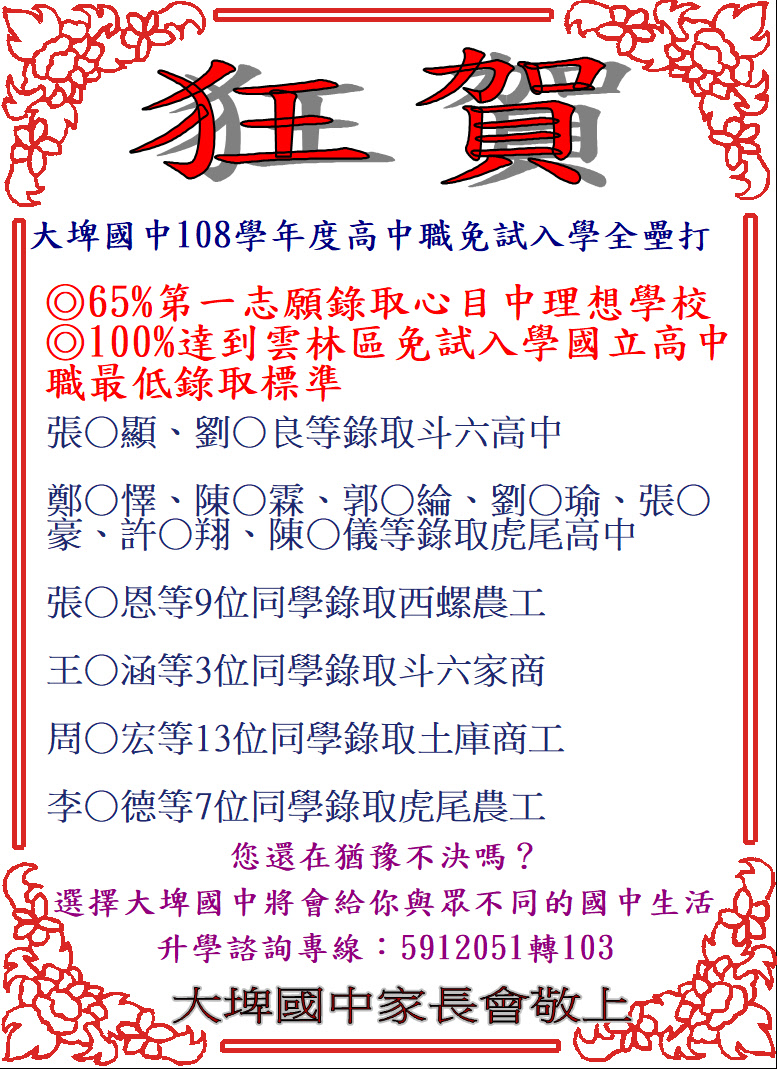 狂賀
大埤國中108學年度高中職免試入學全壘打
◎65%第一志願錄取心目中理想學校
◎100%達到雲林區免試入學國立高中
職最低錄取標準
張○顯、劉○良等錄取斗六高中
鄭○懌、陳○霖、郭○綸、劉○瑜、張○
豪、許○翔、陳○儀等錄取虎尾高中
張○恩等9位同學錄取西螺農工
王○涵等3位同學錄取斗六家商
周○宏等13位同學錄取土庫商工
李○德等7位同學錄取虎尾農工
您還在猶豫不決嗎？
選擇大埤國中將會給你與眾不同的國中生活
升學諮詢專線：5912051轉103
大埤國中家長會敬上